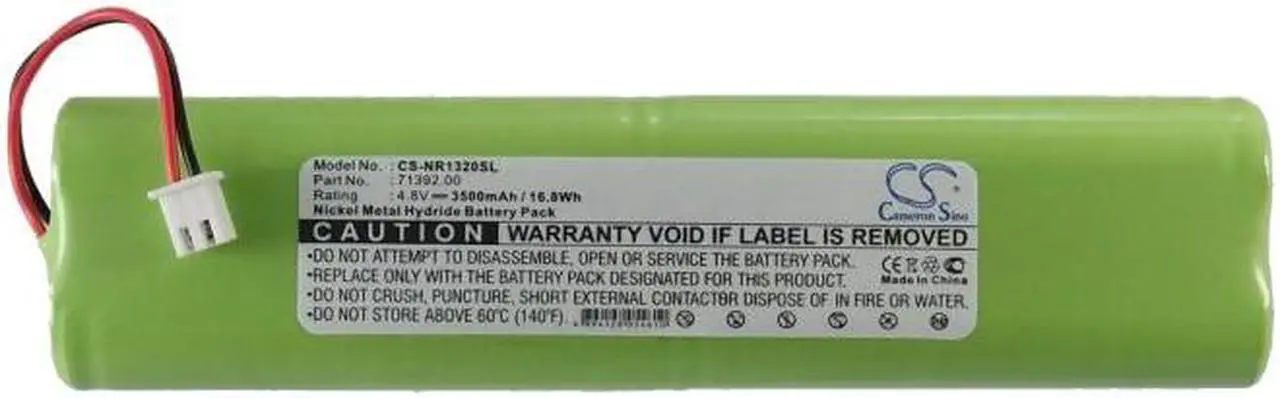 Model No. : CS-NR1320SL
Part No. : 71392.00
Rating : 4.8V 3500mAh / 16.8Wh
Nickel Metal Hydride Battery Pack
CS
Cameron Sino
CAUTION WARRANTY VOID IF LABEL IS REMOVED
•DO NOT ATTEMPT TO DISASSEMBLE, OPEN OR SERVICE THE BATTERY PACK.
•REPLACE ONLY WITH THE BATTERY PACK DESIGNATED FOR THIS PRODUCT.
•DO NOT CRUSH, PUNCTURE, SHORT EXTERNAL CONTACTOR DISPOSE OF IN FIRE OR WATER.
•DO NOT STORE ABOVE 60°C (140°F).
CE
Made In China